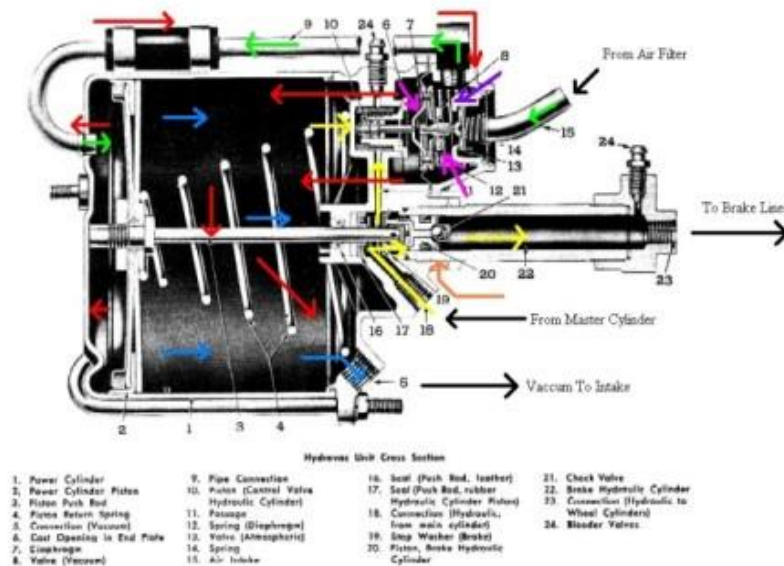 9
10
24
6
7
8
From Air Filter
15
14
13
24
12
21
To Brake Line
20
22
23
19
16
17
18
From Master Cylinder
5
Vaccum To Intake
2
1
3
4
Hydrovac Unit Cross Section
1. Power Cylinder
2. Power Cylinder Piston
3. Piston Push Rod
4. Piston Return Spring
5. Connection (Vacuum)
6. Cast Opening in End Plate
7. Diaphragm
8. Valve (Vacuum)
9. Pipe Connection
10. Piston (Control Valve
Hydraulic Cylinder)
11. Passage
12. Spring (Diaphragm)
13. Valve (Atmospheric)
14. Spring
15. Air Intake
16. Seal (Push Rod, leather)
17. Seal (Push Rod, rubber
Hydraulic Cylinder Piston)
18. Connection (Hydraulic,
from main cylinder)
19. Stop Washer (Brake)
20. Piston, Brake Hydraulic
Cylinder
21. Check Valve
22. Brake Hydraulic Cylinder
23. Connection (Hydraulic to
Wheel Cylinders)
24. Bleeder Valves